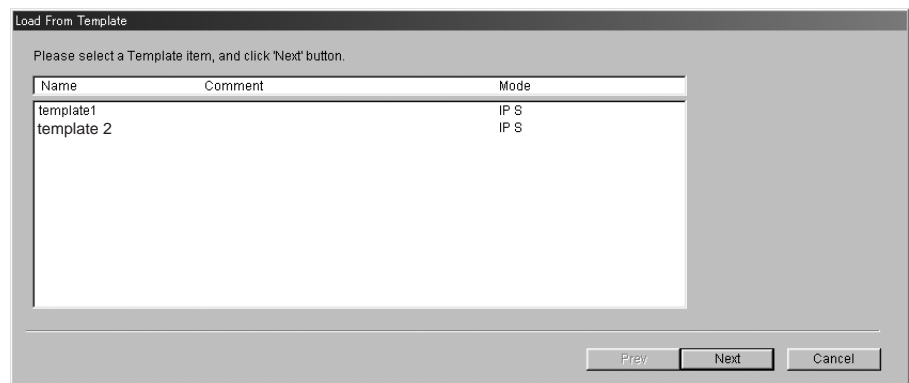 Load From Template
Please select a Template item, and click 'Next' button.
Name Comment Mode
template1 IP S
template 2 IP S
Prev Next Cancel